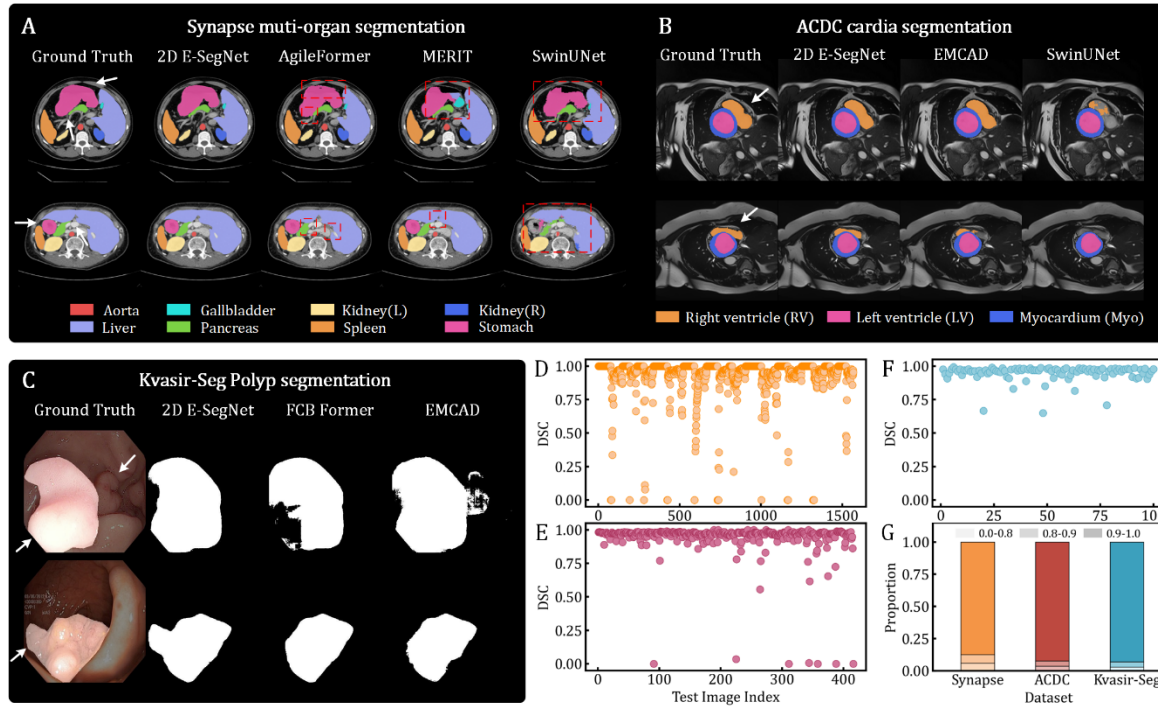 A Synapse muti-organ segmentation
Ground Truth 2D E-SegNet AgileFormer MERIT SwinUNet
Aorta Gallbladder Kidney(L) Kidney(R)
Liver Pancreas Spleen Stomach
B ACDC cardia segmentation
Ground Truth 2D E-SegNet EMCAD SwinUNet
Right ventricle (RV) Left ventricle (LV) Myocardium (Myo)
C Kvasir-Seg Polyp segmentation
Ground Truth 2D E-SegNet FCB Former EMCAD
D
DSC
1.00
0.75
0.50
0.25
0.00
0 500 1000 1500
E
DSC
1.00
0.75
0.50
0.25
0.00
0 100 200 300 400
Test Image Index
F
DSC
1.00
0.75
0.50
0.25
0.00
0 25 50 75 100
G
0.0-0.8 0.8-0.9 0.9-1.0
Proportion
1.00
0.75
0.50
0.25
0.00
Synapse ACDC Kvasir-Seg
Dataset